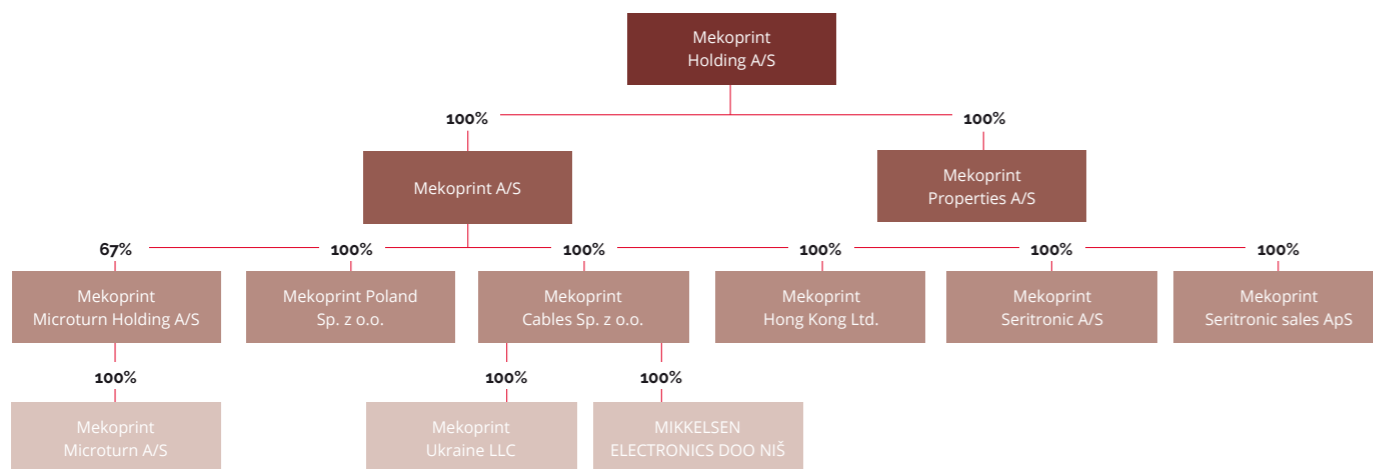 Mekoprint
Holding A/S
100%
100%
Mekoprint A/S
Mekoprint
Properties A/S
67%
100%
100%
100%
100%
100%
Mekoprint
Microturn Holding A/S
Mekoprint Poland
Sp. z o.o.
Mekoprint
Cables Sp. z o.o.
Mekoprint
Hong Kong Ltd.
Mekoprint
Seritronic A/S
Mekoprint
Seritronic sales ApS
100%
100%
100%
Mekoprint
Microturn A/S
Mekoprint
Ukraine LLC
MIKKELSEN
ELECTRONICS DOO NIŠ